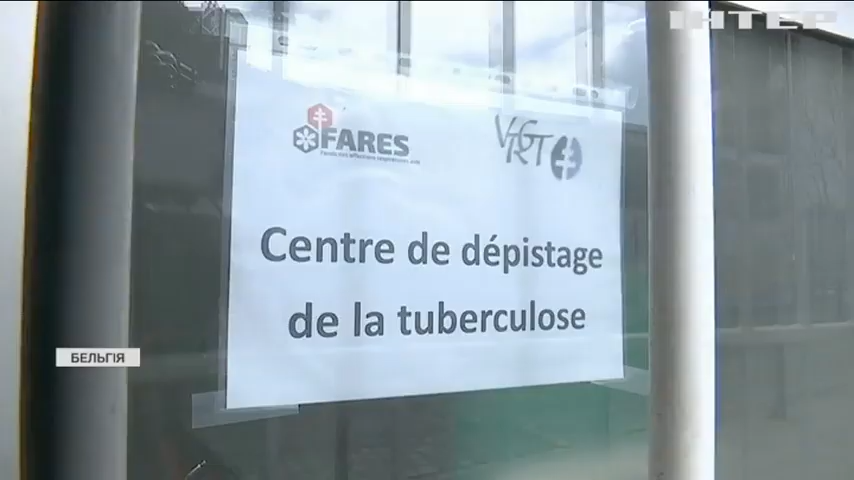 ІНТЕР
FARES
VRGT
Centre de dépistage
de la tuberculose
БЕЛЬГІЯ